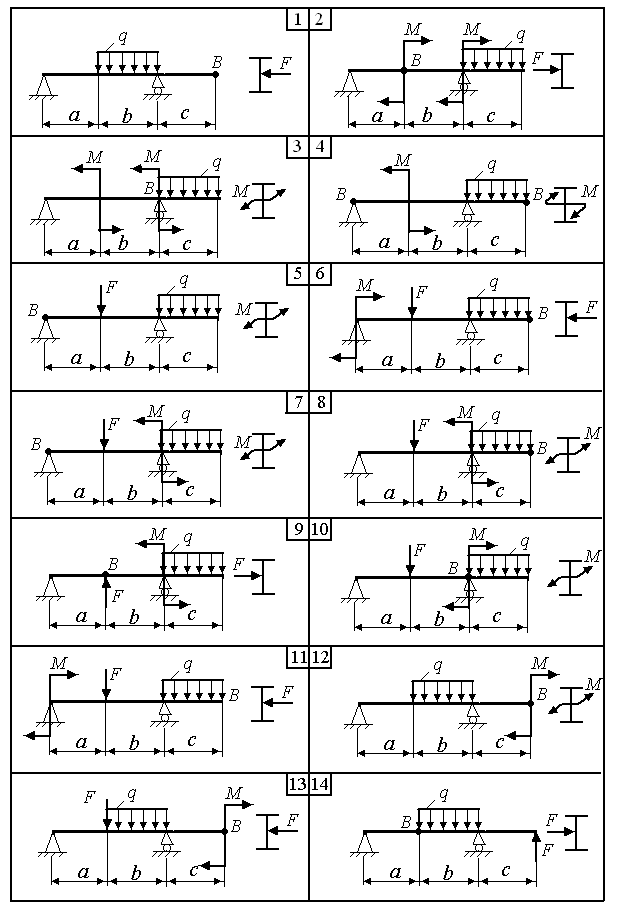 1 2
q B F
a b c
M M q B F
a b c
3 4
M M q B M
a b c
M q B B M
a b c
5 6
F q B M
a b c
M F q B F
a b c
7 8
F M q B M
a b c
F M q B M
a b c
9 10
M q B F F
a b c
F M q B M
a b c
11 12
M F q B F
a b c
q M B M
a b c
13 14
F q M B F
a b c
B q F F
a b c